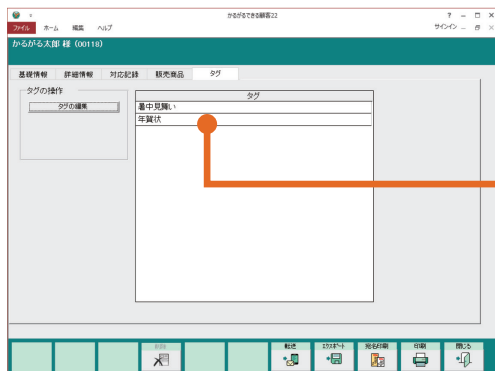 かるがるできる顧客22
ファイル ホーム 編集 ヘルプ
サインイン
かるがる太郎 様 (00118)
基礎情報 詳細情報 対応記録 販売商品 タグ
タグの操作
タグの編集
タグ
暑中見舞い
年賀状
削除 転送 エクスポート 宛名印刷 印刷 閉じる